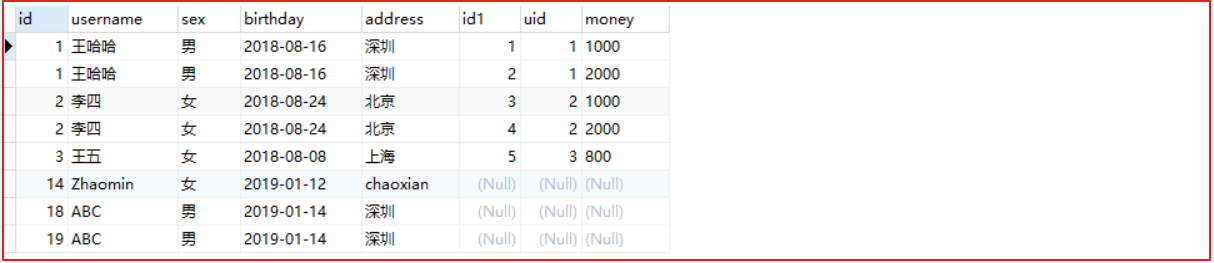 id username sex birthday address id1 uid money
1 王哈哈 男 2018-08-16 深圳 1 1 1000
1 王哈哈 男 2018-08-16 深圳 2 1 2000
2 李四 女 2018-08-24 北京 3 2 1000
2 李四 女 2018-08-24 北京 4 2 2000
3 王五 女 2018-08-08 上海 5 3 800
14 Zhaomin 女 2019-01-12 chaoxian (Null) (Null) (Null)
18 ABC 男 2019-01-14 深圳 (Null) (Null) (Null)
19 ABC 男 2019-01-14 深圳 (Null) (Null) (Null)